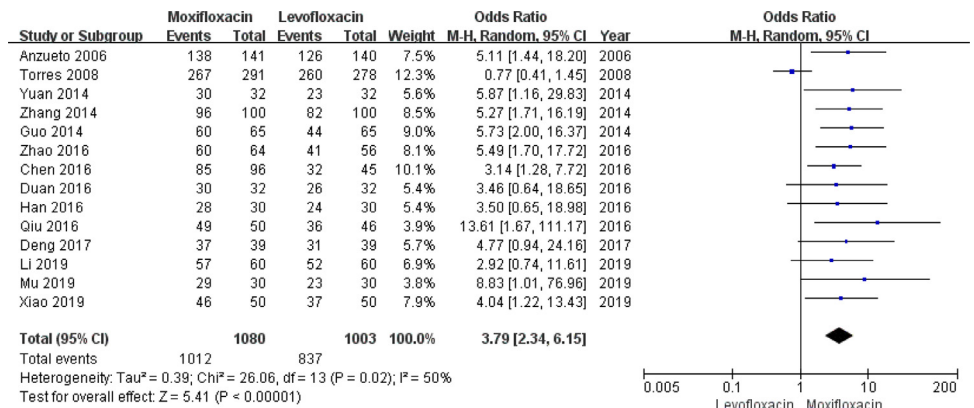 Moxifloxacin Levofloxacin Odds Ratio Odds Ratio
Study or Subgroup Events Total Events Total Weight M-H, Random, 95% CI Year M-H, Random, 95% CI
Anzueto 2006 138 141 126 140 7.5% 5.11 [1.44, 18.20] 2006
Torres 2008 267 291 260 278 12.3% 0.77 [0.41, 1.45] 2008
Yuan 2014 30 32 23 32 5.6% 5.87 [1.16, 29.83] 2014
Zhang 2014 96 100 82 100 8.5% 5.27 [1.71, 16.19] 2014
Guo 2014 60 65 44 65 9.0% 5.73 [2.00, 16.37] 2014
Zhao 2016 60 64 41 56 8.1% 5.49 [1.70, 17.72] 2016
Chen 2016 85 96 32 45 10.1% 3.14 [1.28, 7.72] 2016
Duan 2016 30 32 26 32 5.4% 3.46 [0.64, 18.65] 2016
Han 2016 28 30 24 30 5.3% 3.50 [0.65, 18.98] 2016
Qiu 2016 49 50 36 46 3.9% 13.61 [1.67, 111.17] 2016
Deng 2017 37 39 31 39 5.7% 4.77 [0.94, 24.16] 2017
Li 2019 57 60 52 60 6.9% 2.92 [0.74, 11.61] 2019
Mu 2019 29 30 23 30 3.8% 8.83 [1.01, 76.96] 2019
Xiao 2019 46 50 37 50 7.9% 4.04 [1.22, 13.43] 2019
Total (95% CI) 1080 1003 100.0% 3.79 [2.34, 6.15]
Total events 1012 837
Heterogeneity: Tau² = 0.39; Chi² = 26.06, df = 13 (P = 0.02); I² = 50%
Test for overall effect: Z = 5.41 (P < 0.00001)
0.005 0.1 1 10 200
Levofloxacin Moxifloxacin